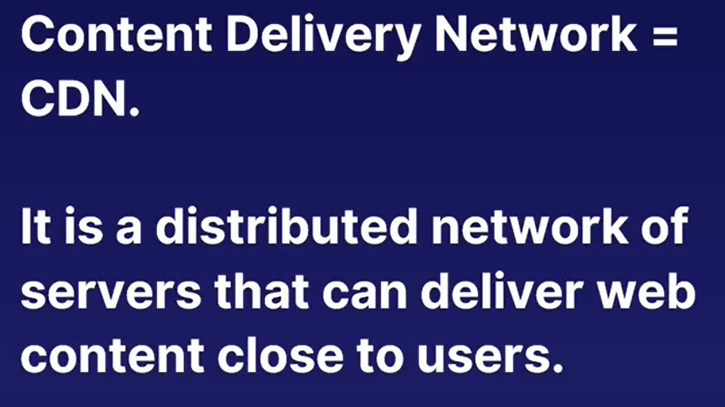 Content Delivery Network =
CDN.
It is a distributed network of
servers that can deliver web
content close to users.